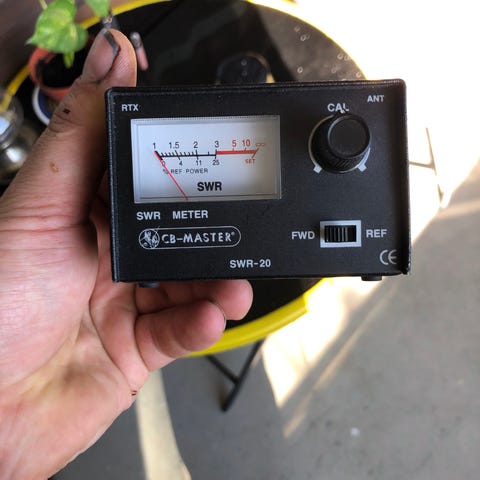 RTX
CAL
ANT
1 1.5 2 3 5 10 ∞
0 4 11 25 SET
% REF POWER
SWR
SWR METER
CB-MASTER®
FWD
REF
SWR-20
CE